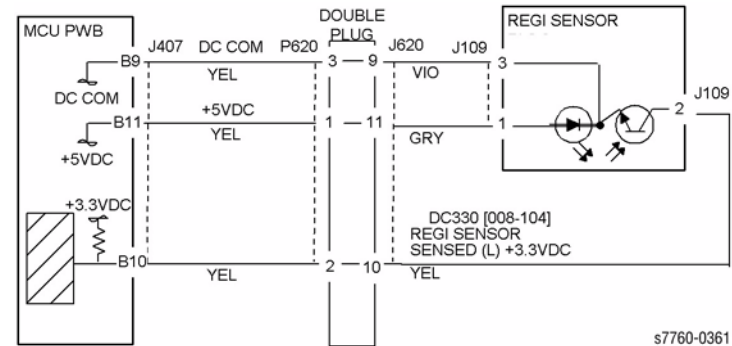 DOUBLE
PLUG
MCU PWB
REGI SENSOR
B9 J407 DC COM P620 3 9 J620 J109 3
YEL
VIO
DC COM
J109
2
B11 +5VDC 1 11 1
YEL
GRY
+5VDC
+3.3VDC
DC330 [008-104]
REGI SENSOR
SENSED (L) +3.3VDC
B10 2 10
YEL
YEL
s7760-0361